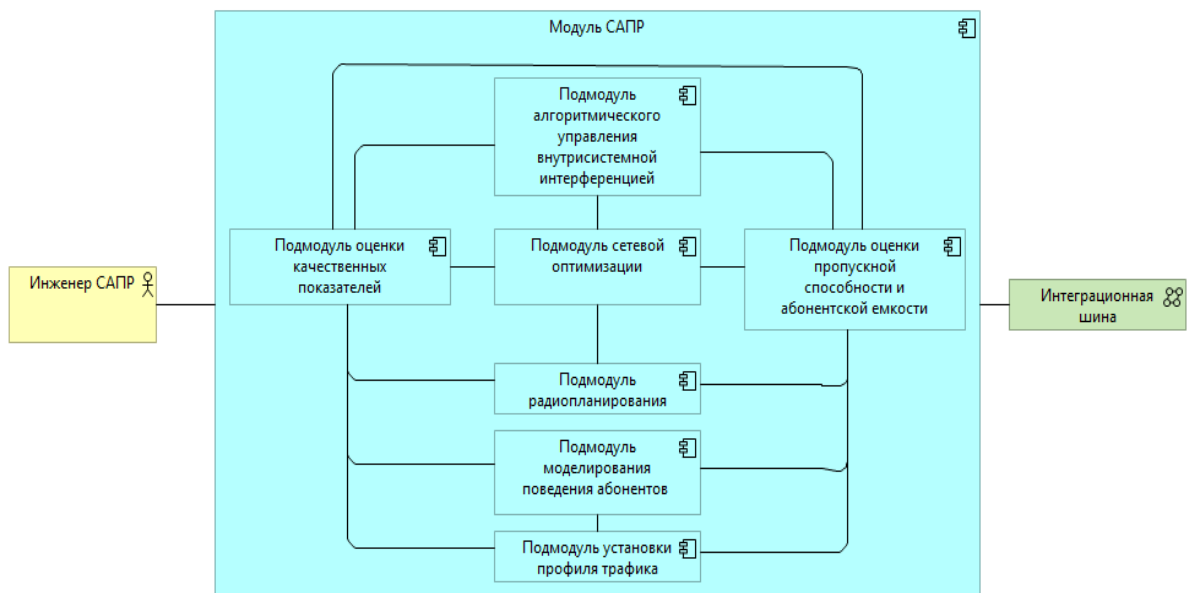 Модуль САПР
Подмодуль
алгоритмического
управления
внутрисистемной
интерференцией
Подмодуль оценки
качественных
показателей
Подмодуль сетевой
оптимизации
Подмодуль оценки
пропускной
способности и
абонентской емкости
Инженер САПР
Интеграционная
шина
Подмодуль
радиопланирования
Подмодуль
моделирования
поведения абонентов
Подмодуль установки
профиля трафика